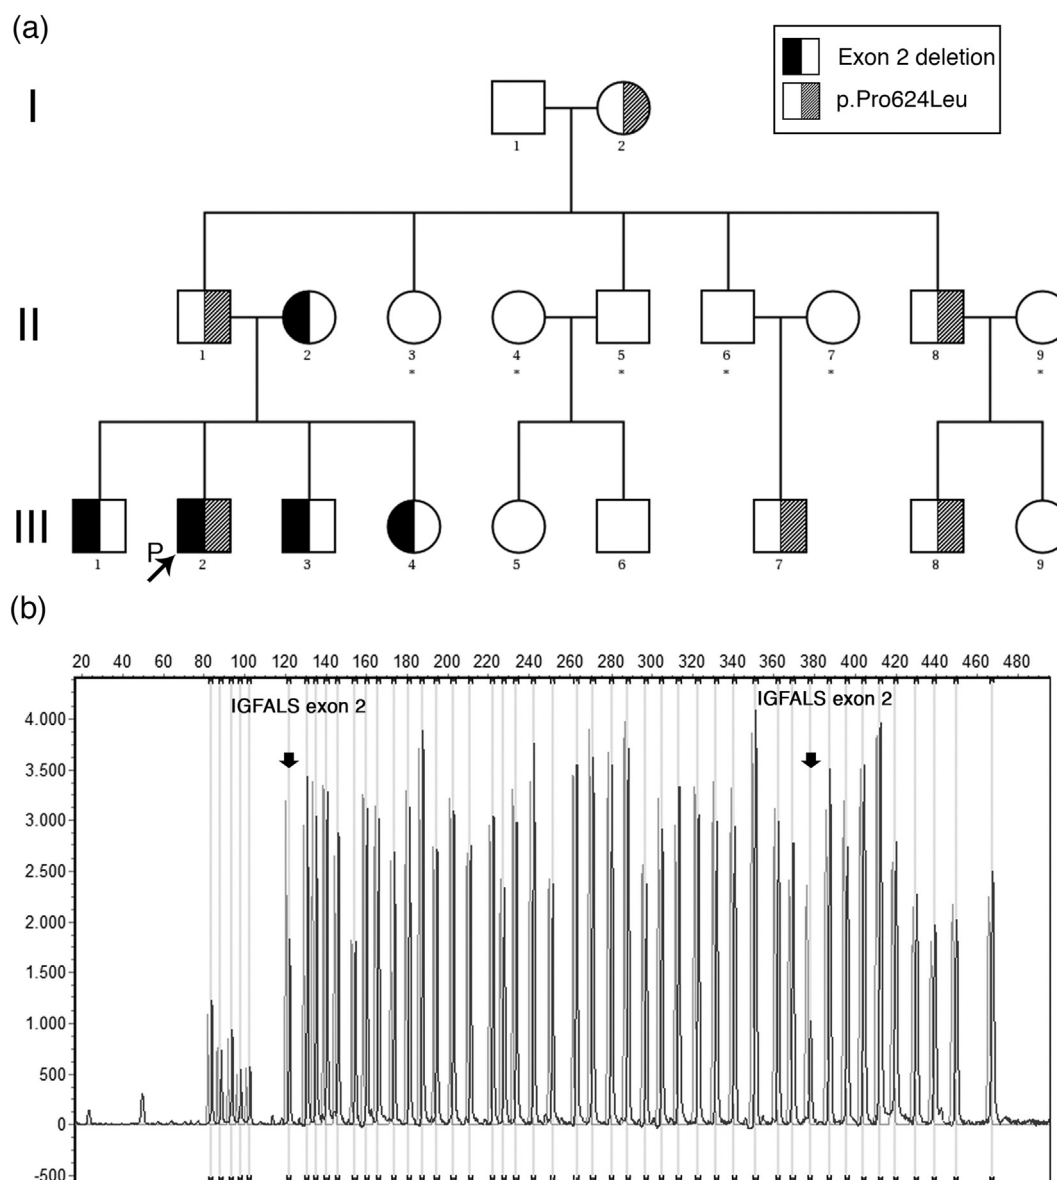 (a)
Exon 2 deletion
p.Pro624Leu
I
1 2
II
1 2 3 4 5 6 7 8 9
* * * * * *
III
P
1 2 3 4 5 6 7 8 9
(b)
20 40 60 80 100 120 140 160 180 200 220 240 260 280 300 320 340 360 380 400 420 440 460 480
IGFALS exon 2 IGFALS exon 2
4.000
3.500
3.000
2.500
2.000
1.500
1.000
500
0
-500